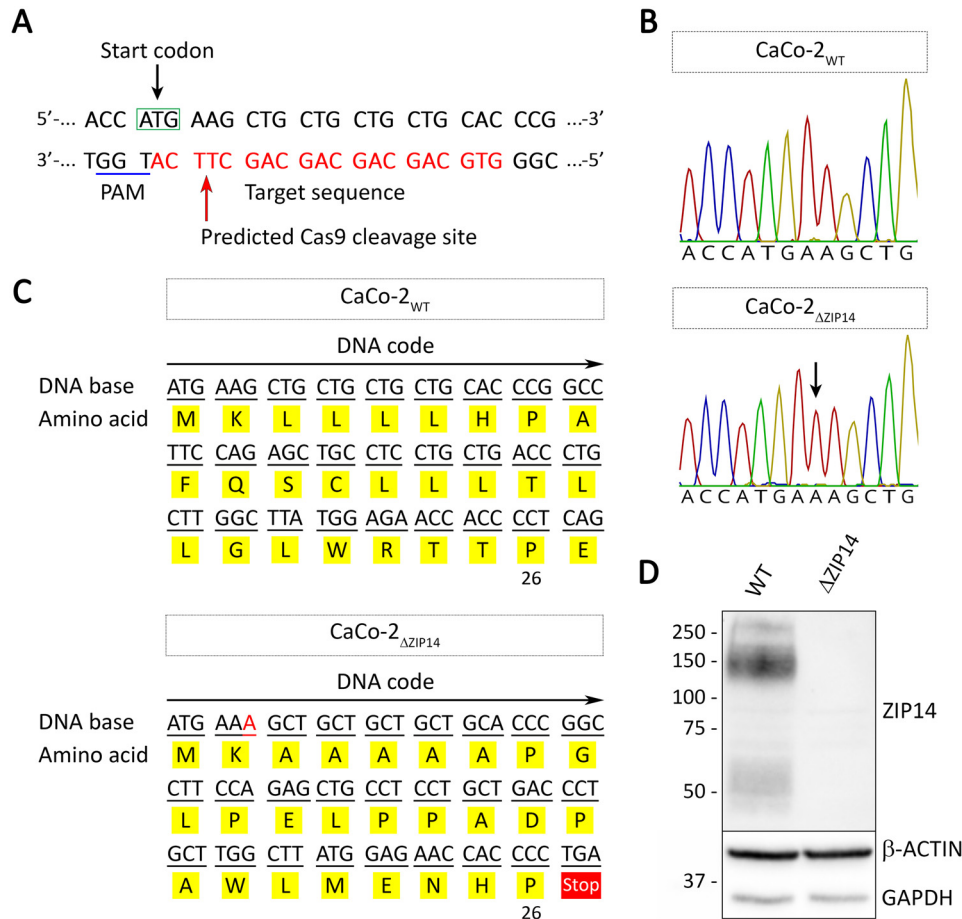 A
Start codon
5’-... ACC ATG AAG CTG CTG CTG CTG CAC CCG ...-3’
3’-... TGG TAC TTC GAC GAC GAC GAC GTG GGC ...-5’
PAM
Target sequence
Predicted Cas9 cleavage site
B
CaCo-2WT
A C C A T G A A G C T G
CaCo-2ΔZIP14
A C C A T G A A A G C T G
C
CaCo-2WT
DNA code
DNA base ATG AAG CTG CTG CTG CTG CAC CCG GCC
Amino acid M K L L L L H P A
TTC CAG AGC TGC CTC CTG CTG ACC CTG
F Q S C L L L T L
CTT GGC TTA TGG AGA ACC ACC CCT CAG
L G L W R T T P E
26
CaCo-2ΔZIP14
DNA code
DNA base ATG AAA GCT GCT GCT GCT GCA CCC GGC
Amino acid M K A A A A A P G
CTT CCA GAG CTG CCT CCT GCT GAC CCT
L P E L P P A D P
GCT TGG CTT ATG GAG AAC CAC CCC TGA
A W L M E N H P Stop
26
D
WT ΔZIP14
250 -
150 -
100 -
75 -
50 -
37 -
ZIP14
β-ACTIN
GAPDH